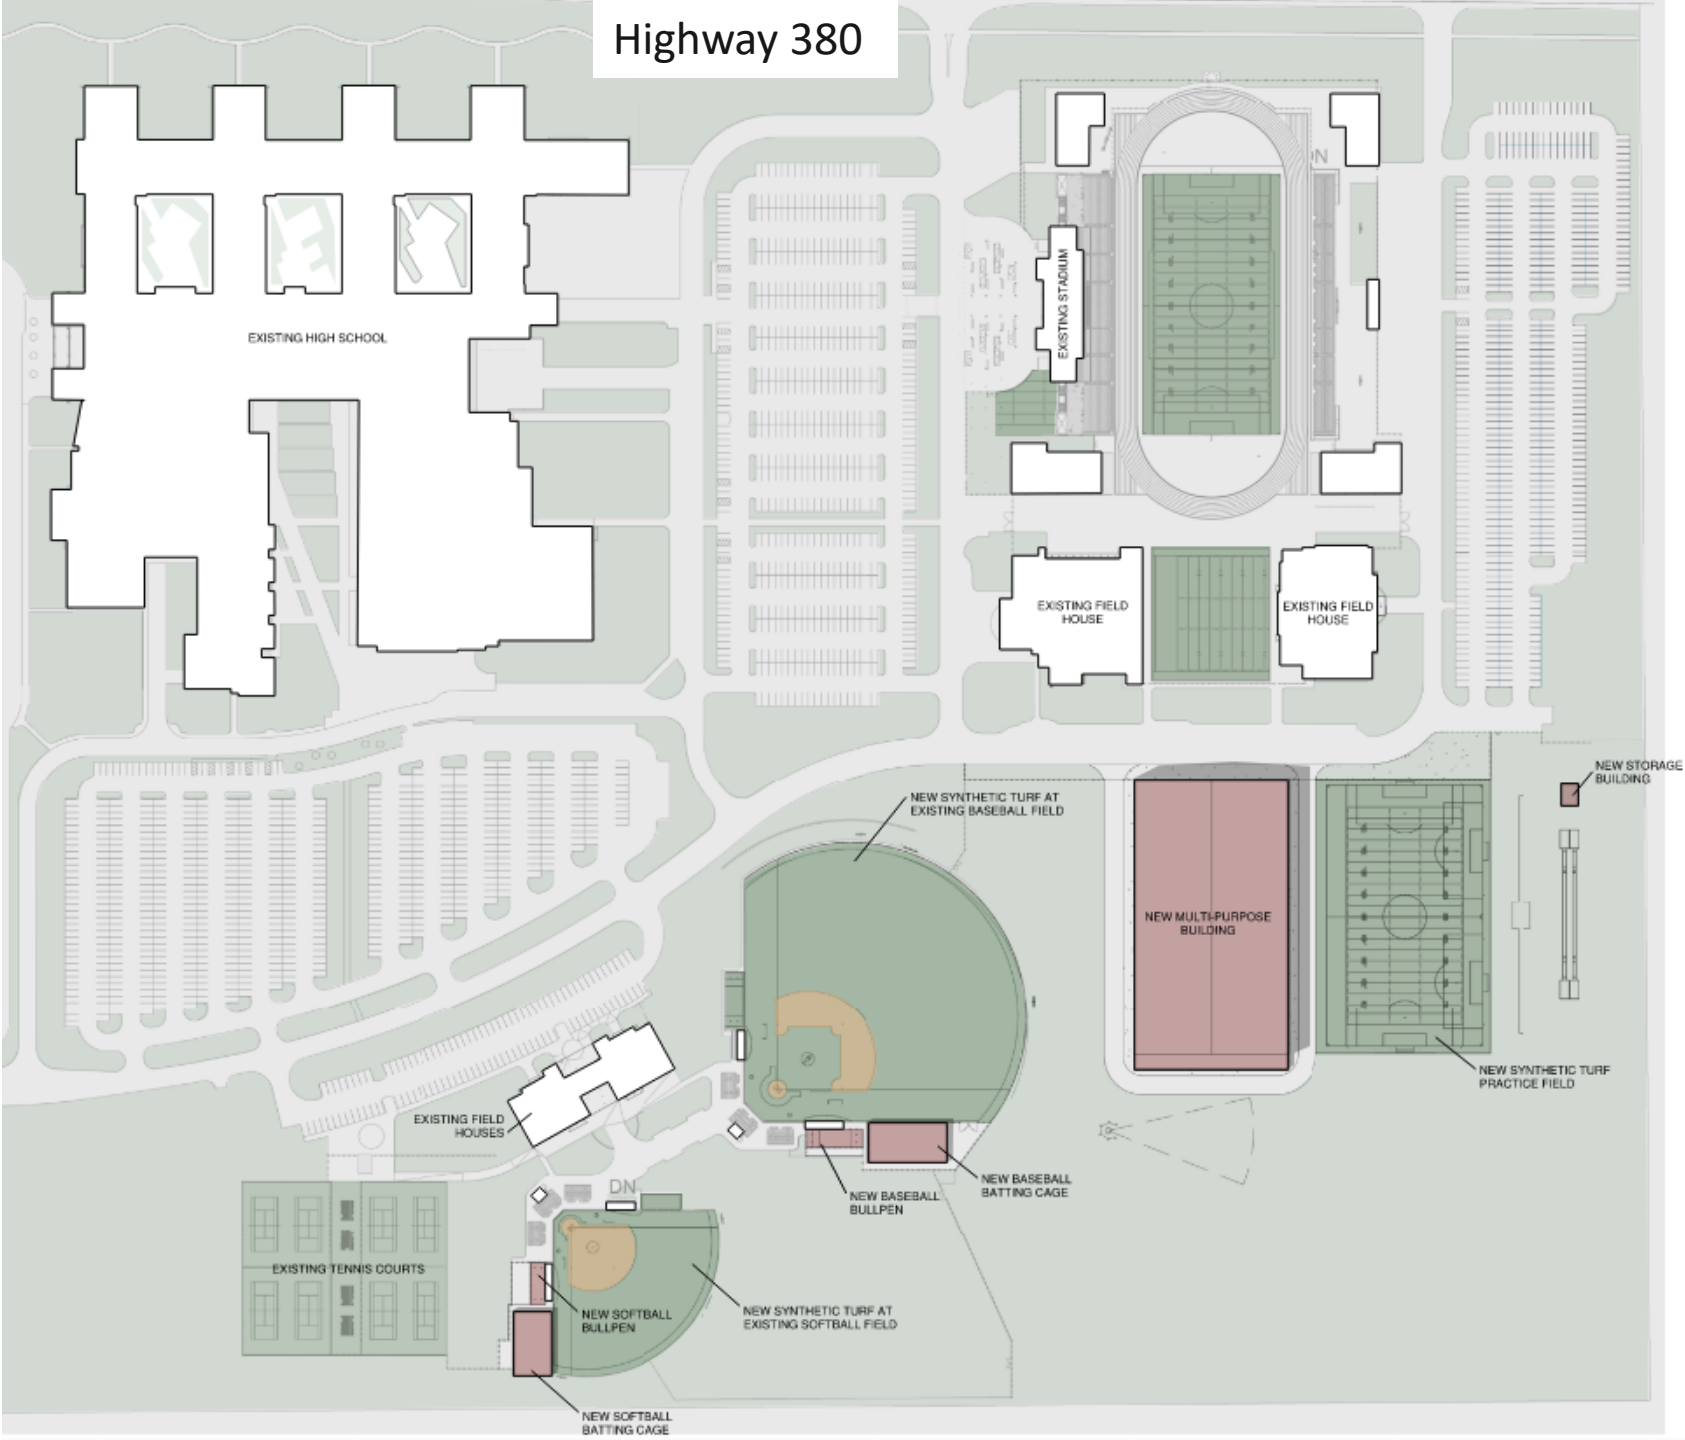 Highway 380
DN
EXISTING STADIUM
EXISTING HIGH SCHOOL
EXISTING FIELD
HOUSE
EXISTING FIELD
HOUSE
NEW STORAGE
BUILDING
NEW SYNTHETIC TURF AT
EXISTING BASEBALL FIELD
NEW MULTI-PURPOSE
BUILDING
NEW SYNTHETIC TURF
PRACTICE FIELD
EXISTING FIELD
HOUSES
NEW BASEBALL
BATTING CAGE
NEW BASEBALL
BULLPEN
DN
EXISTING TENNIS COURTS
NEW SOFTBALL
BULLPEN
NEW SYNTHETIC TURF AT
EXISTING SOFTBALL FIELD
NEW SOFTBALL
BATTING CAGE